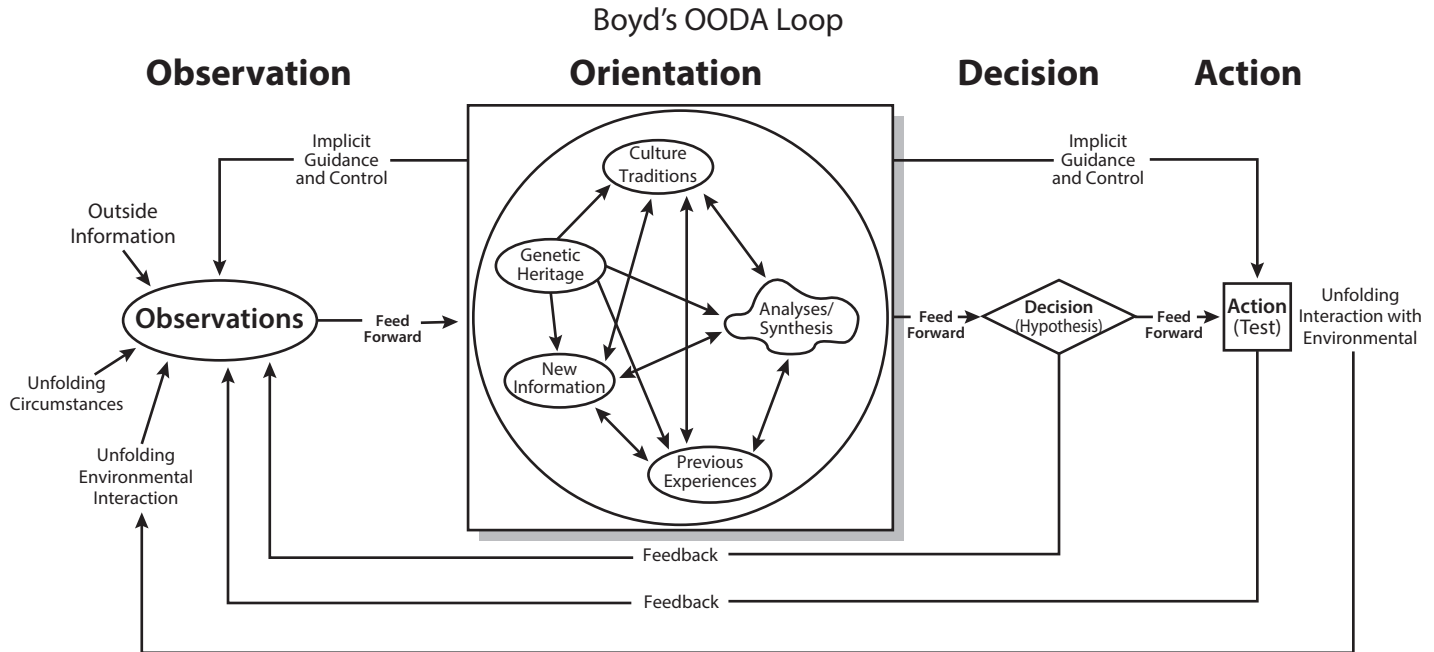 Boyd's OODA Loop
Observation
Orientation
Decision
Action
Implicit
Guidance
and Control
Outside
Information
Observations
Unfolding
Circumstances
Unfolding
Environmental
Interaction
Feed
Forward
Culture
Traditions
Genetic
Heritage
Analyses/
Synthesis
New
Information
Previous
Experiences
Implicit
Guidance
and Control
Feed
Forward
Decision
(Hypothesis)
Feed
Forward
Action
(Test)
Unfolding
Interaction with
Environmental
Feedback
Feedback